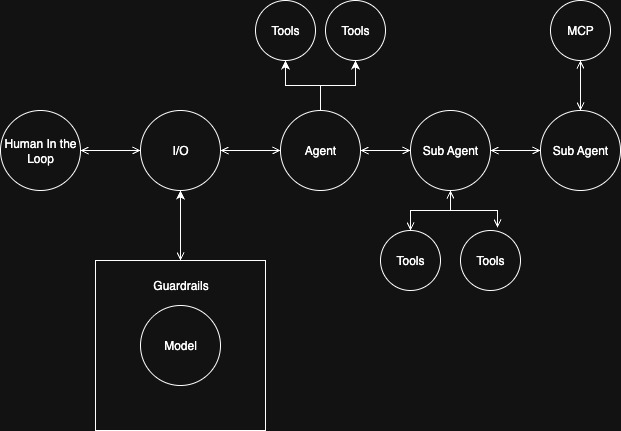 Tools
Tools
MCP
Human In the
Loop
I/O
Agent
Sub Agent
Sub Agent
Tools
Tools
Guardrails
Model